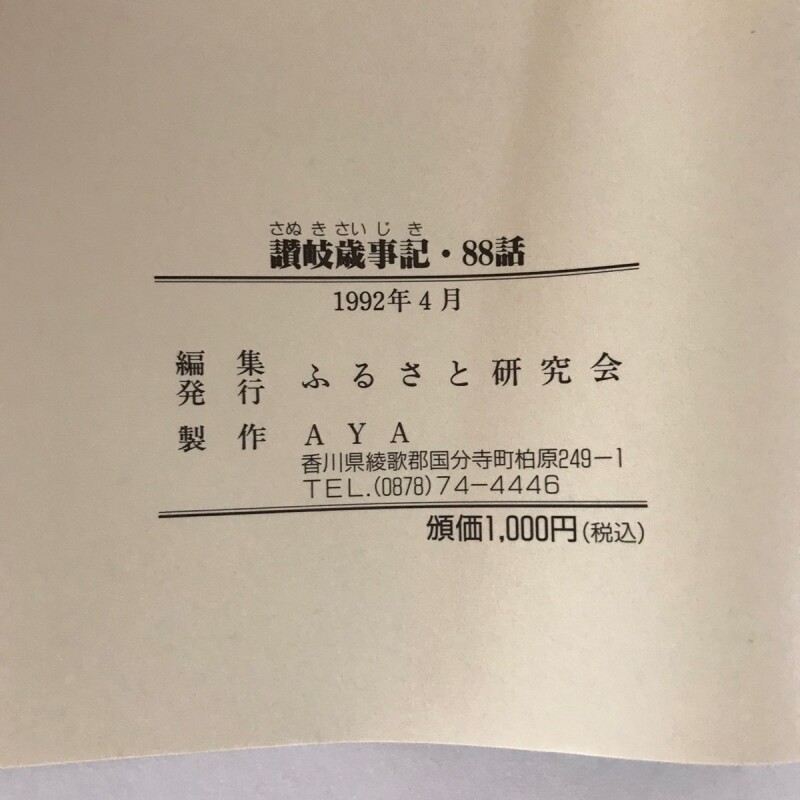 さぬきさいじき
讃岐歳事記・88話
1992年4月
編集 ふるさと研究会
発行
製作 AYA
香川県綾歌郡国分寺町柏原249-1
TEL.(0878)74-4446
頒価1,000円(税込)